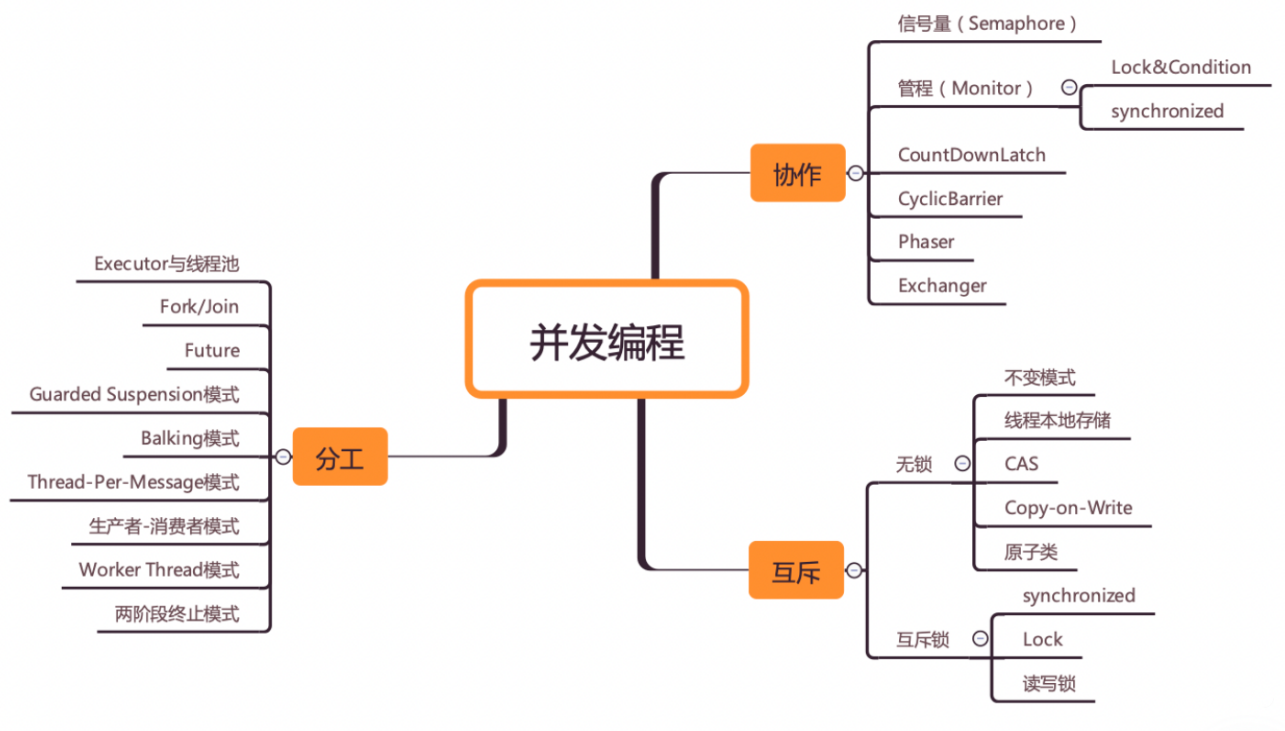 并发编程
协作
信号量（Semaphore）
管程（Monitor）
Lock&Condition
synchronized
CountDownLatch
CyclicBarrier
Phaser
Exchanger
分工
Executor与线程池
Fork/Join
Future
Guarded Suspension模式
Balking模式
Thread-Per-Message模式
生产者-消费者模式
Worker Thread模式
两阶段终止模式
互斥
无锁
不变模式
线程本地存储
CAS
Copy-on-Write
原子类
互斥锁
synchronized
Lock
读写锁